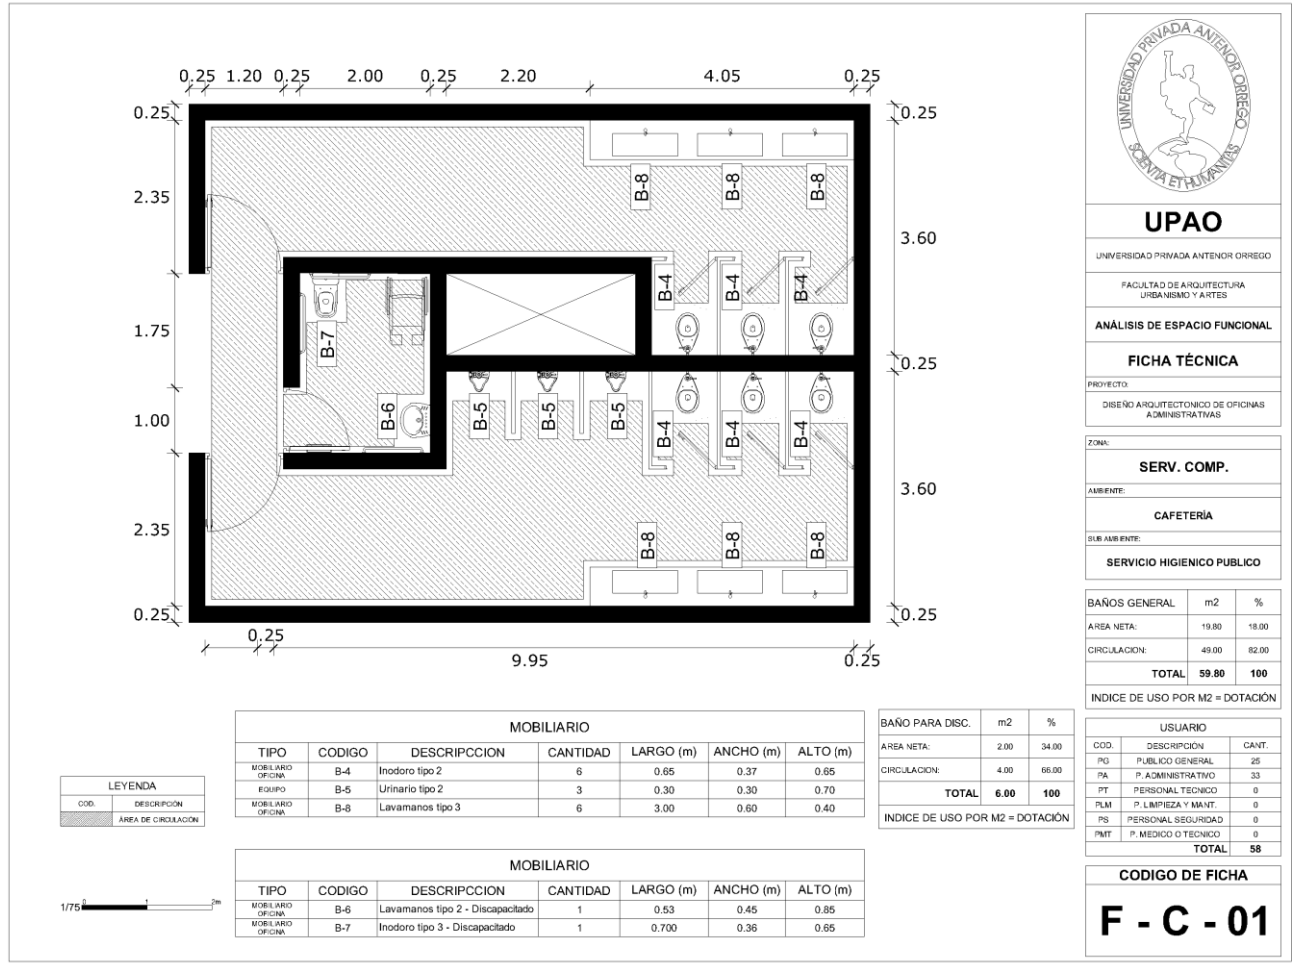 0.25 1.20 0.25 2.00 0.25 2.20 4.05 0.25
0.25
2.35
1.75
1.00
2.35
0.25
0.25
3.60
0.25
3.60
0.25
B-8 B-8 B-8
B-4 B-4 B-4
B-7
B-6
B-5 B-5 B-5
B-4 B-4 B-4
B-8 B-8 B-8
0.25
9.95
0.25
UNIVERSIDAD PRIVADA ANTENOR ORREGO
SCIENTIA ET HUMANITAS
UPAO
UNIVERSIDAD PRIVADA ANTENOR ORREGO
FACULTAD DE ARQUITECTURA
URBANISMO Y ARTES
ANÁLISIS DE ESPACIO FUNCIONAL
FICHA TÉCNICA
PROYECTO:
DISEÑO ARQUITECTONICO DE OFICINAS
ADMINISTRATIVAS
ZONA:
SERV. COMP.
AMBIENTE:
CAFETERÍA
SUB AMBIENTE:
SERVICIO HIGIENICO PUBLICO
BAÑOS GENERAL m2 %
AREA NETA: 19.80 18.00
CIRCULACION: 49.00 82.00
TOTAL 59.80 100
INDICE DE USO POR M2 = DOTACIÓN
USUARIO
COD. DESCRIPCIÓN CANT.
PG PUBLICO GENERAL 25
PA P. ADMINISTRATIVO 33
PT PERSONAL TECNICO 0
PLM P. LIMPIEZA Y MANT. 0
PS PERSONAL SEGURIDAD 0
PMT P. MEDICO O TECNICO 0
TOTAL 58
CODIGO DE FICHA
F - C - 01
MOBILIARIO
TIPO CODIGO DESCRIPCCION CANTIDAD LARGO (m) ANCHO (m) ALTO (m)
MOBILIARIO OFICINA B-4 Inodoro tipo 2 6 0.65 0.37 0.65
EQUIPO B-5 Urinario tipo 2 3 0.30 0.30 0.70
MOBILIARIO OFICINA B-8 Lavamanos tipo 3 6 3.00 0.60 0.40
BAÑO PARA DISC. m2 %
AREA NETA: 2.00 34.00
CIRCULACION: 4.00 66.00
TOTAL 6.00 100
INDICE DE USO POR M2 = DOTACIÓN
LEYENDA
COD. DESCRIPCIÓN
ÁREA DE CIRCULACIÓN
MOBILIARIO
TIPO CODIGO DESCRIPCCION CANTIDAD LARGO (m) ANCHO (m) ALTO (m)
MOBILIARIO OFICINA B-6 Lavamanos tipo 2 - Discapacitado 1 0.53 0.45 0.85
MOBILIARIO OFICINA B-7 Inodoro tipo 3 - Discapacitado 1 0.700 0.36 0.65
1/75 0 1 2m